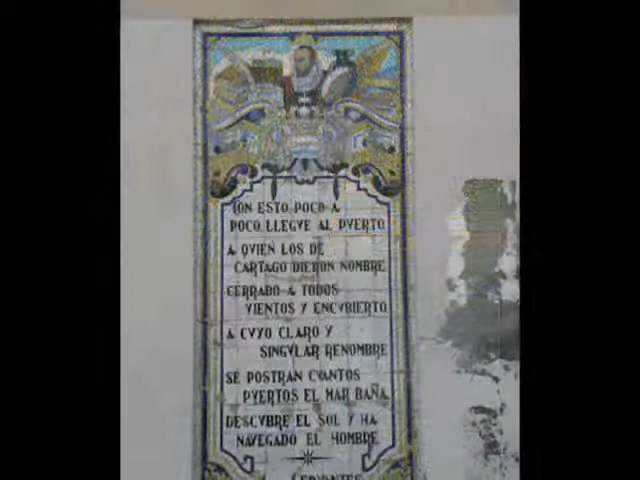 CON ESTO POCO A
POCO LLEGVE AL PVERTO
A QVIEN LOS DE
CARTAGO DIERON NOMBRE
CERRADO A TODOS
VIENTOS Y ENCVBIERTO
A CVYO CLARO Y
SINGVLAR RENOMBRE
SE POSTRAN CVANTOS
PVERTOS EL MAR BAÑA
DESCVBRE EL SOL Y HA
NAVEGADO EL HOMBRE
CERVANTES